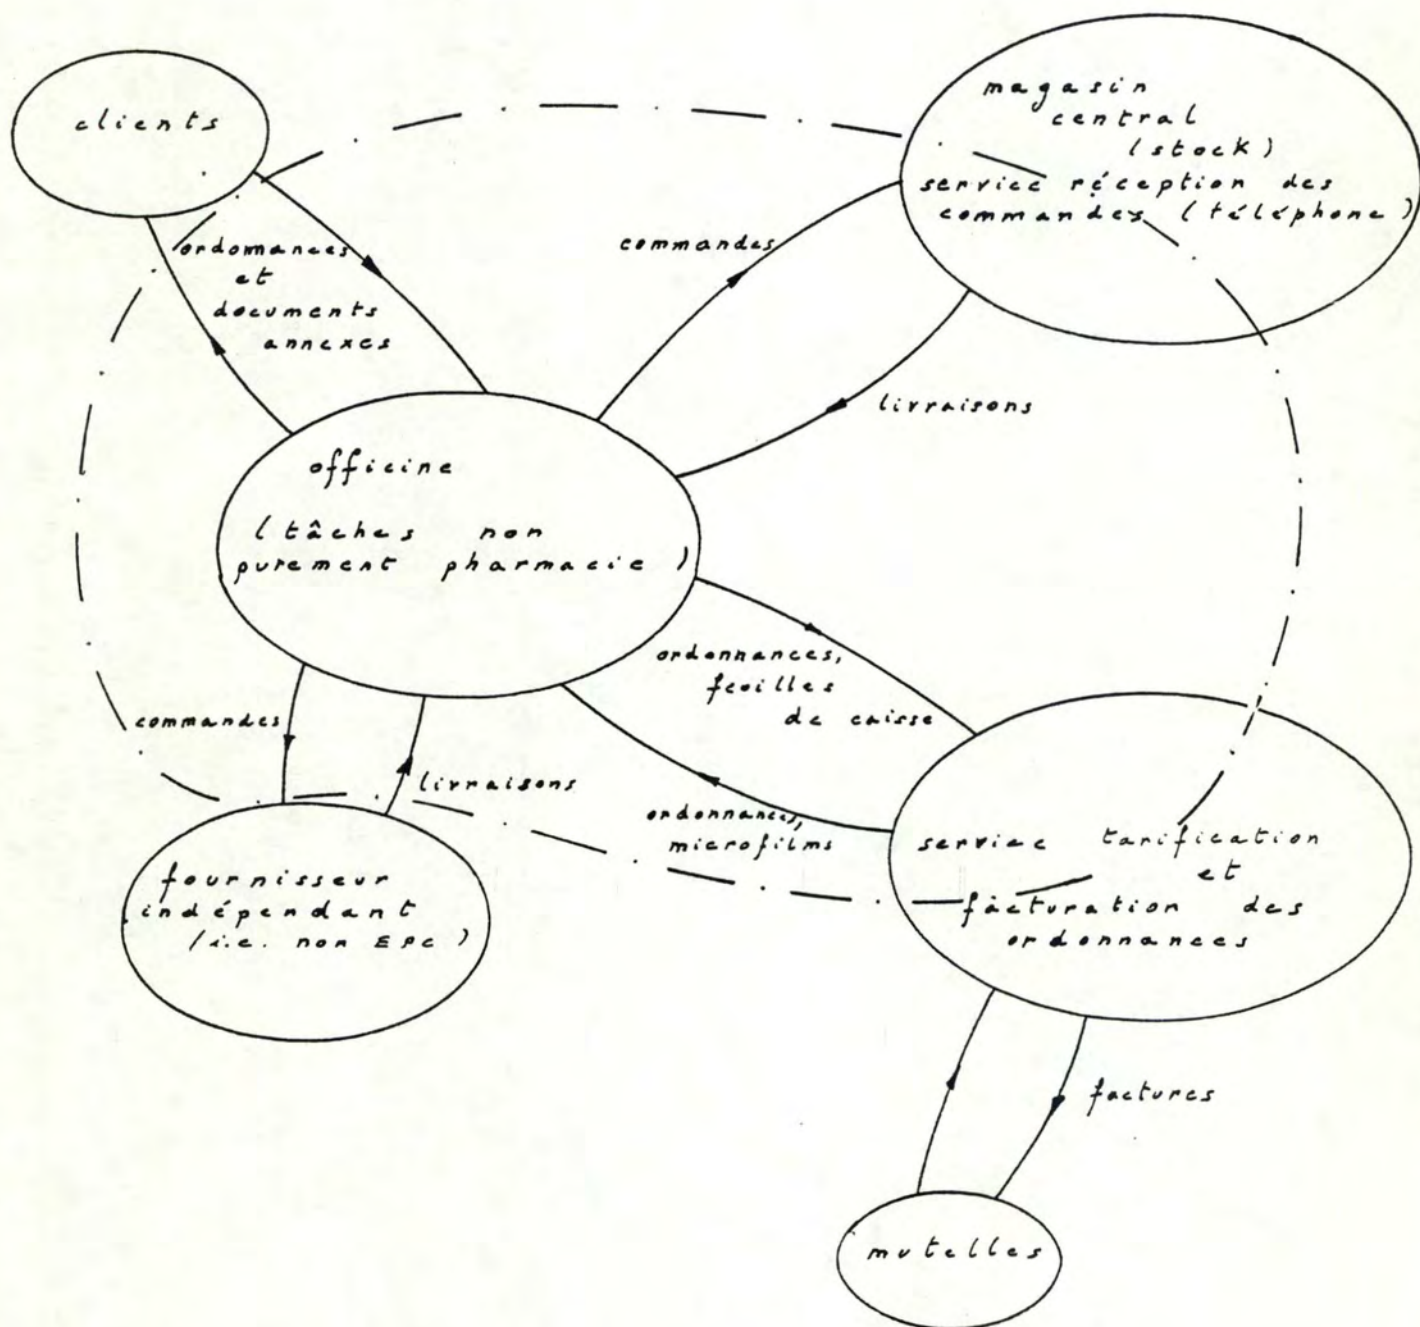 clients
magasin
central
(stock)
service réception des
commandes (téléphone)
ordomances
et
documents
annexes
commandes
livraisons
officine
(tâches non
purement pharmacie)
ordonnances,
feuilles
de caisse
commandes
livraisons
ordonnances,
microfilms
service tarification
et
facturation des
ordonnances
fournisseur
indépendant
(i.e. non EPC)
factures
mutelles